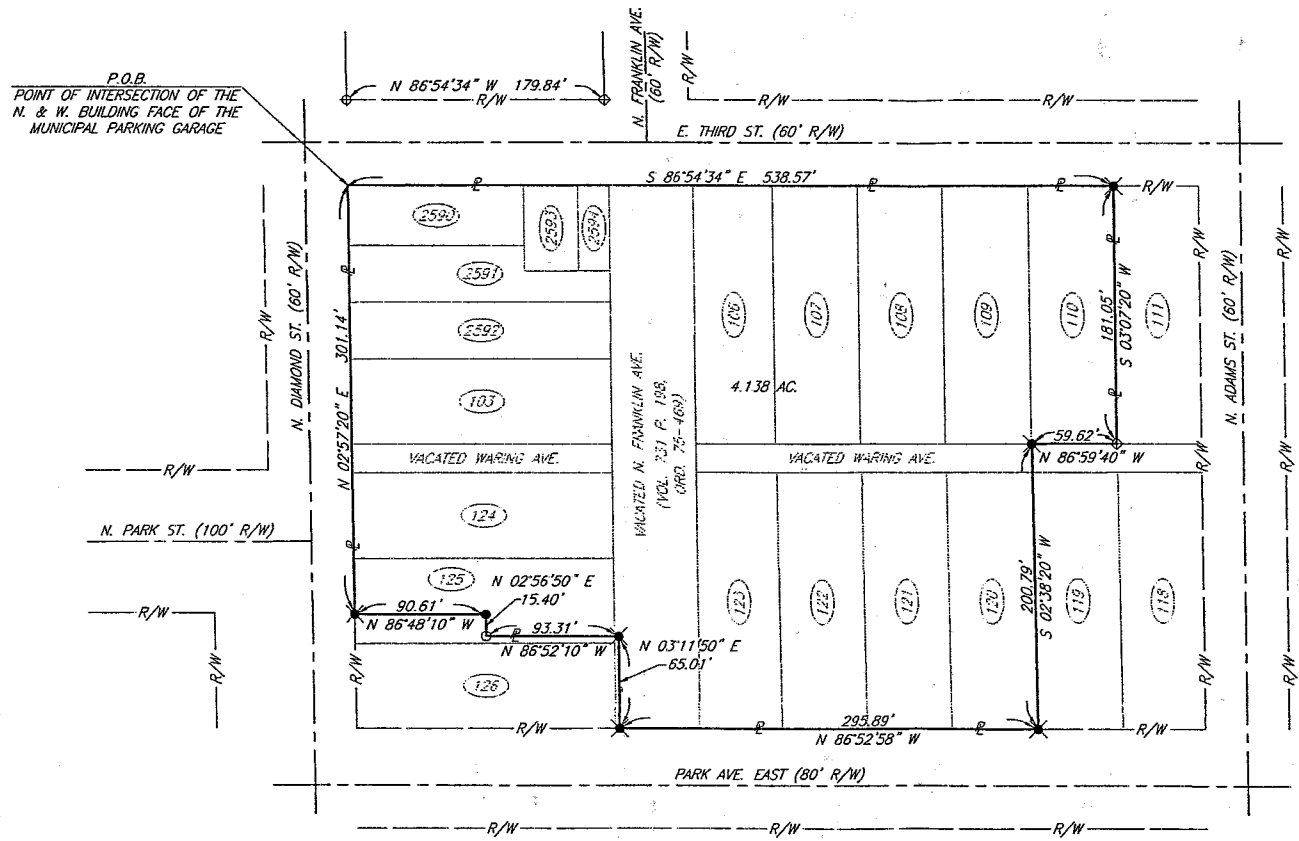 P.O.B.
POINT OF INTERSECTION OF THE
N. & W. BUILDING FACE OF THE
MUNICIPAL PARKING GARAGE
N 86°54'34" W 179.84'
R/W
N. FRANKLIN AVE.
(60' R/W)
R/W
R/W
R/W
E. THIRD ST. (60' R/W)
S 86°54'34" E 538.57'
R/W
N. DIAMOND ST. (60' R/W)
R/W
N 02°57'20" E 301.14'
2590
2593
2594
2591
2592
103
VACATED N. FRANKLIN AVE.
(VOL. 731 P. 198,
ORD. 75-469)
106
107
108
109
110
111
4.138 AC.
181.05'
S 03°07'20" W
N. ADAMS ST. (60' R/W)
R/W
R/W
59.62'
N 86°59'40" W
VACATED WARING AVE.
VACATED WARING AVE.
R/W
R/W
N. PARK ST. (100' R/W)
124
125
N 02°56'50" E
15.40'
90.61'
N 86°48'10" W
93.31'
N 86°52'10" W
N 03°11'50" E
65.01'
126
123
122
121
120
119
118
200.79'
S 02°38'20" W
R/W
R/W
R/W
R/W
R/W
295.89'
N 86°52'58" W
R/W
PARK AVE. EAST (80' R/W)
R/W
R/W
R/W